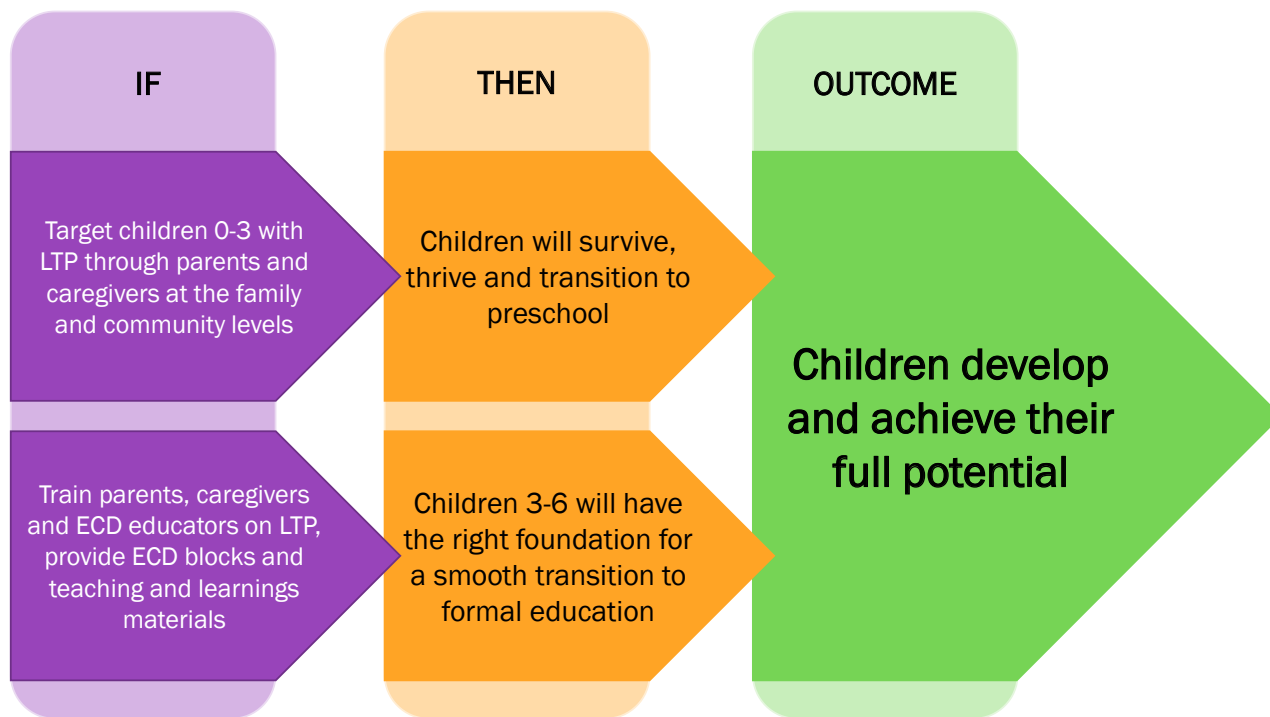 IF
THEN
OUTCOME
Target children 0-3 with
LTP through parents and
caregivers at the family
and community levels
Children will survive,
thrive and transition to
preschool
Children develop
and achieve their
full potential
Train parents, caregivers
and ECD educators on LTP,
provide ECD blocks and
teaching and learnings
materials
Children 3-6 will have
the right foundation for
a smooth transition to
formal education